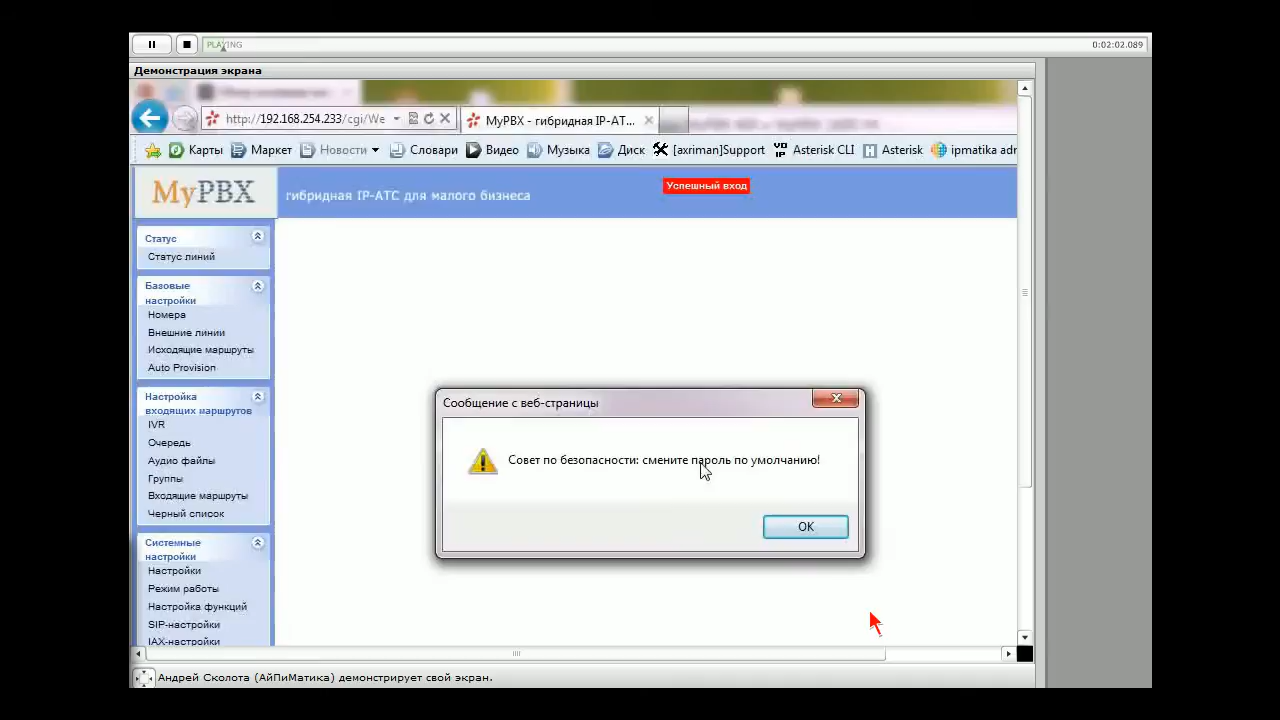 PLAYING
0:02:02.089
Демонстрация экрана
http://192.168.254.233/cgi/We
MyPBX - гибридная IP-АТ...
Карты
Маркет
Новости
Словари
Видео
Музыка
Диск
[axriman]Support
Asterisk CLI
Asterisk
ipmatika adm
MyPBX
гибридная IP-АТС для малого бизнеса
Успешный вход
Статус
Статус линий
Базовые
настройки
Номера
Внешние линии
Исходящие маршруты
Auto Provision
Настройка
входящих маршрутов
IVR
Очередь
Аудио файлы
Группы
Входящие маршруты
Черный список
Системные
настройки
Настройки
Режим работы
Настройка функций
SIP-настройки
IAX-настройки
Сообщение с веб-страницы
Совет по безопасности: смените пароль по умолчанию!
OK
Андрей Сколота (АйПиМатика) демонстрирует свой экран.